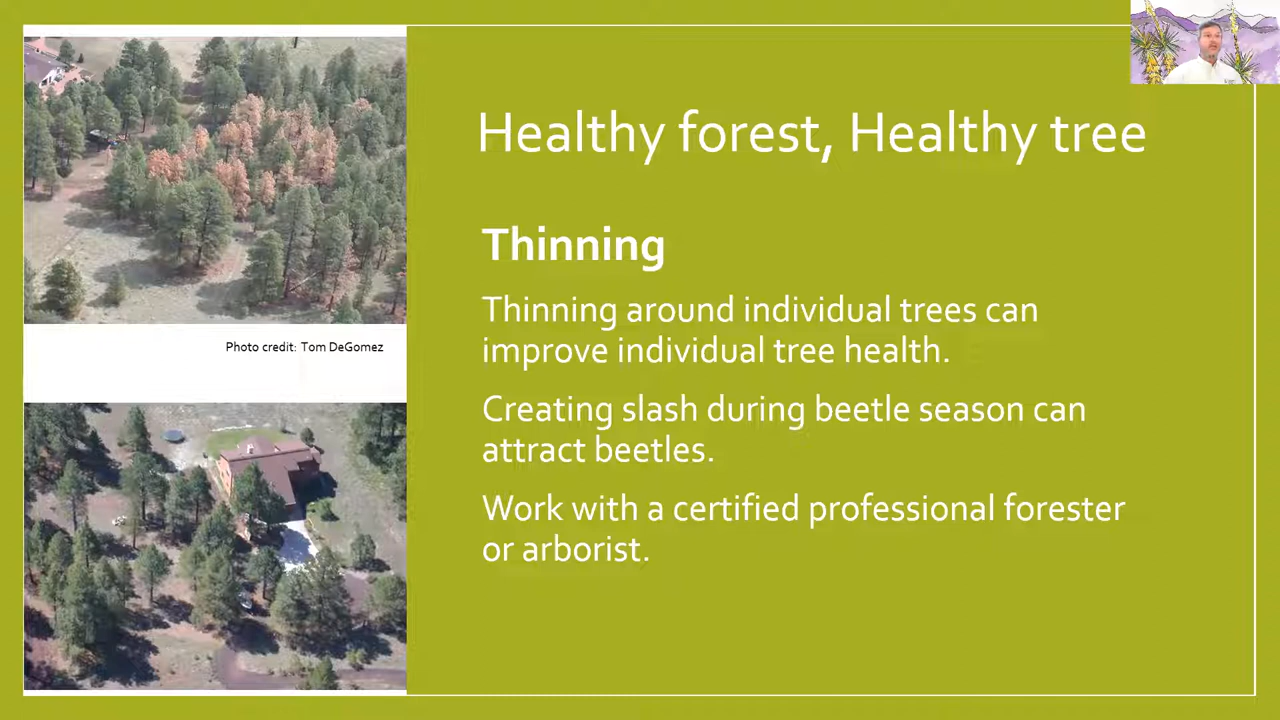 Healthy forest, Healthy tree
Thinning
Thinning around individual trees can
improve individual tree health.
Creating slash during beetle season can
attract beetles.
Work with a certified professional forester
or arborist.
Photo credit: Tom DeGomez